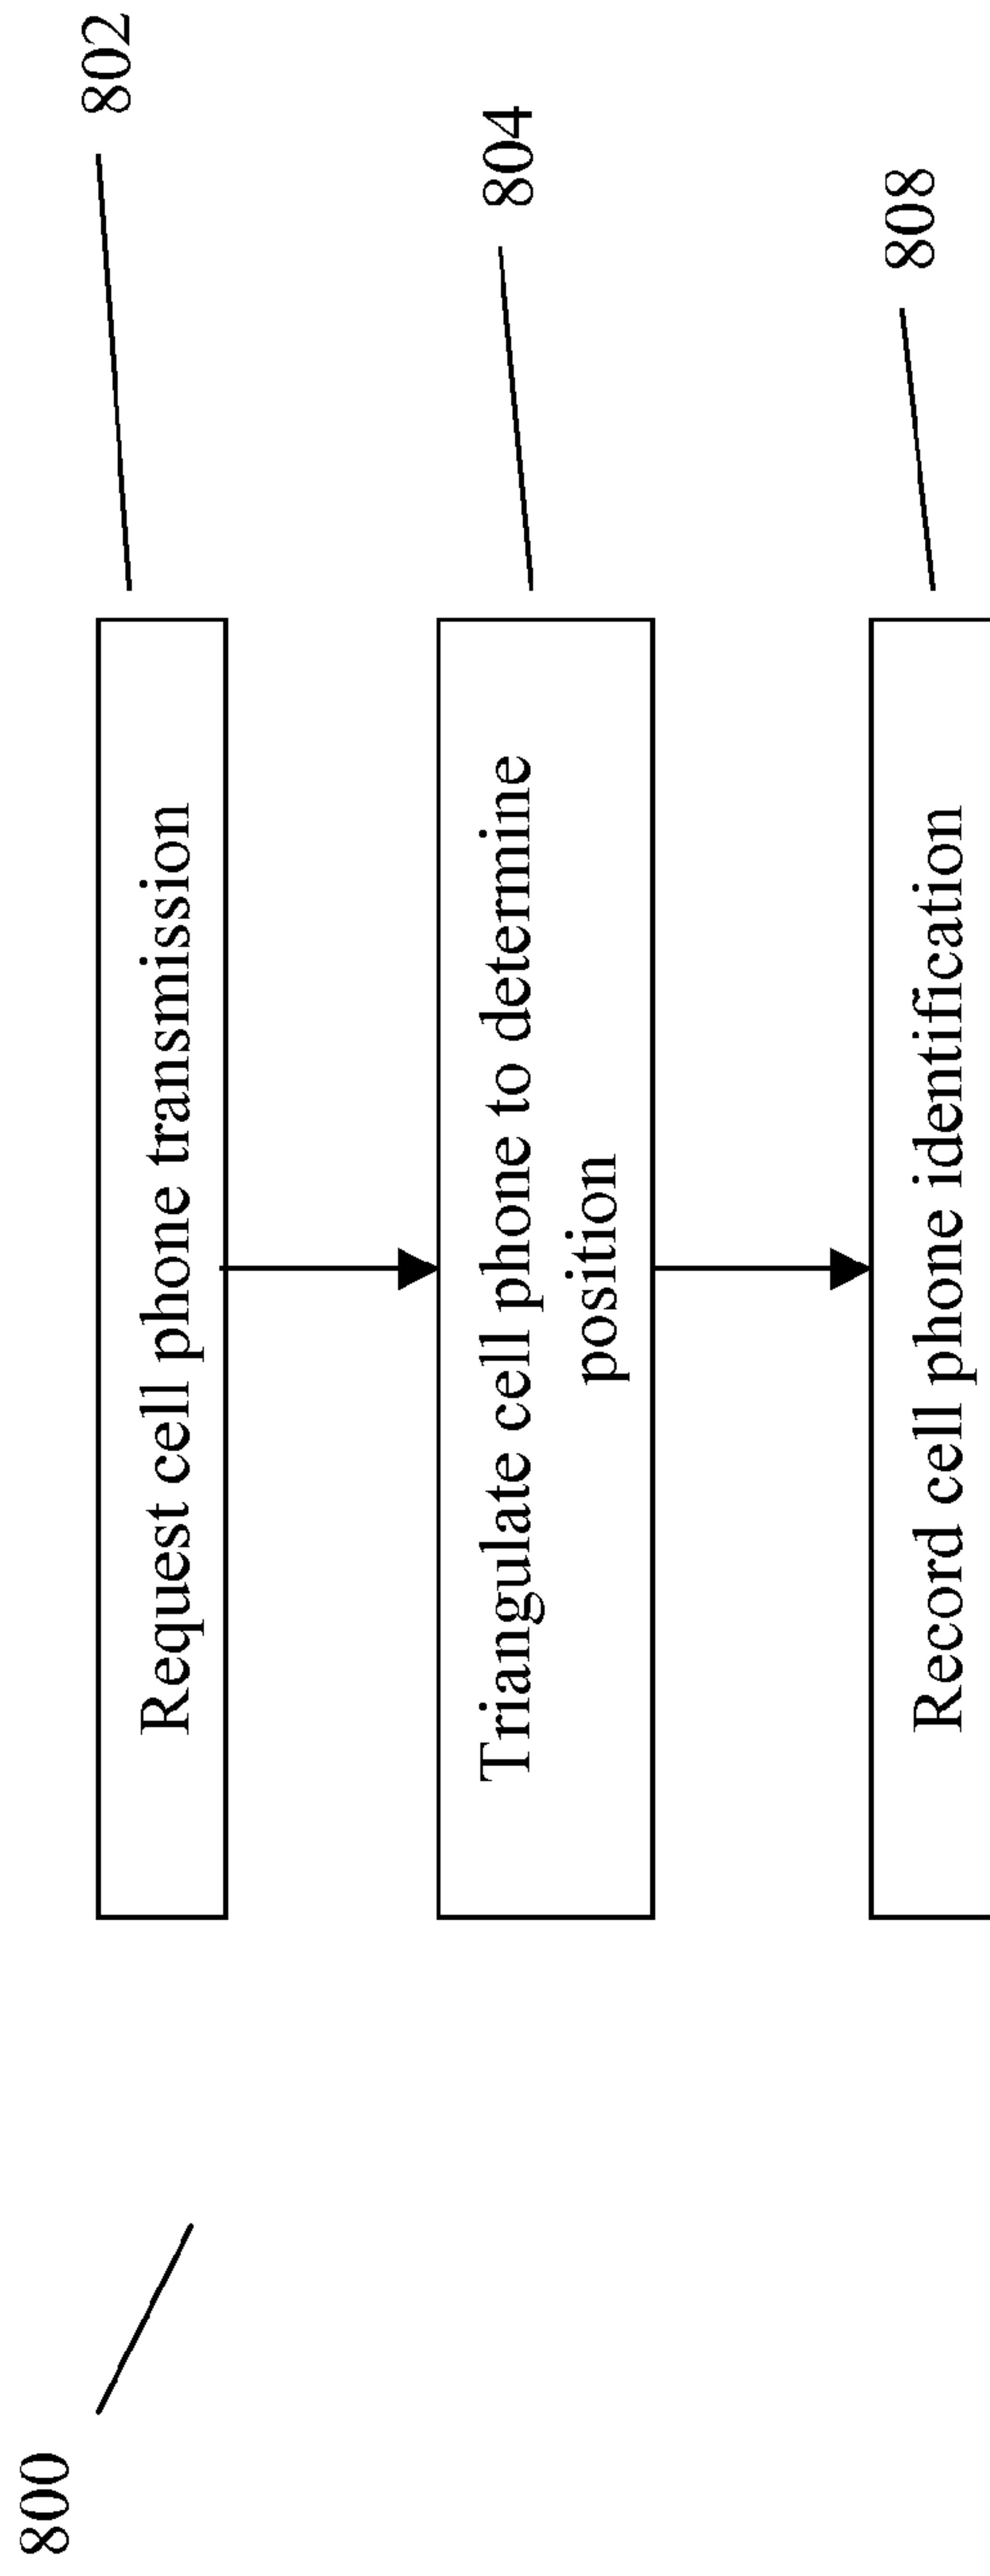 800
802
Request cell phone transmission
804
Triangulate cell phone to determine
position
808
Record cell phone identification